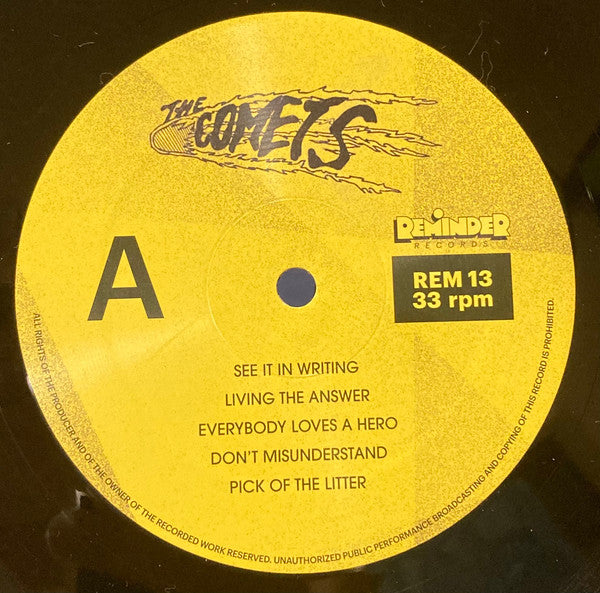 THE
COMETS
REMINDER
RECORDS
A
REM 13
33 rpm
SEE IT IN WRITING
LIVING THE ANSWER
EVERYBODY LOVES A HERO
DON'T MISUNDERSTAND
PICK OF THE LITTER
ALL RIGHTS OF THE PRODUCER AND OF THE OWNER OF THE RECORDED WORK RESERVED. UNAUTHORIZED PUBLIC PERFORMANCE BROADCASTING AND COPYING OF THIS RECORD IS PROHIBITED.